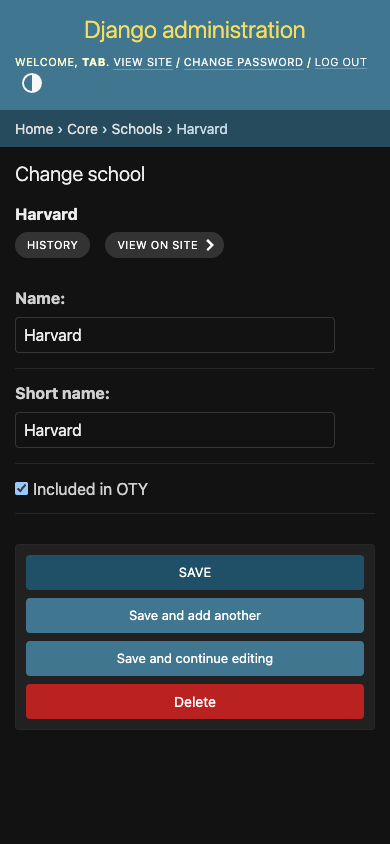 Django administration
WELCOME, TAB. VIEW SITE / CHANGE PASSWORD / LOG OUT
Home › Core › Schools › Harvard
Change school
Harvard
HISTORY VIEW ON SITE
Name:
Harvard
Short name:
Harvard
Included in OTY
SAVE
Save and add another
Save and continue editing
Delete